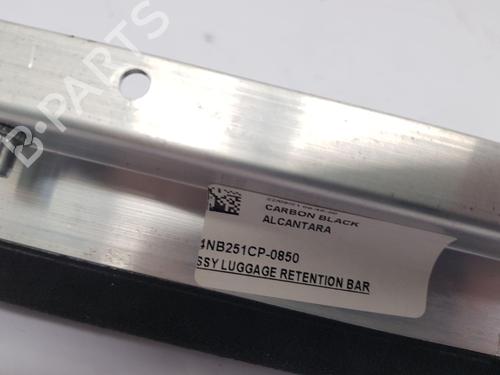 B-PARTS
CARBON BLACK
ALCANTARA
4NB251CP-0850
SSY LUGGAGE RETENTION BAR